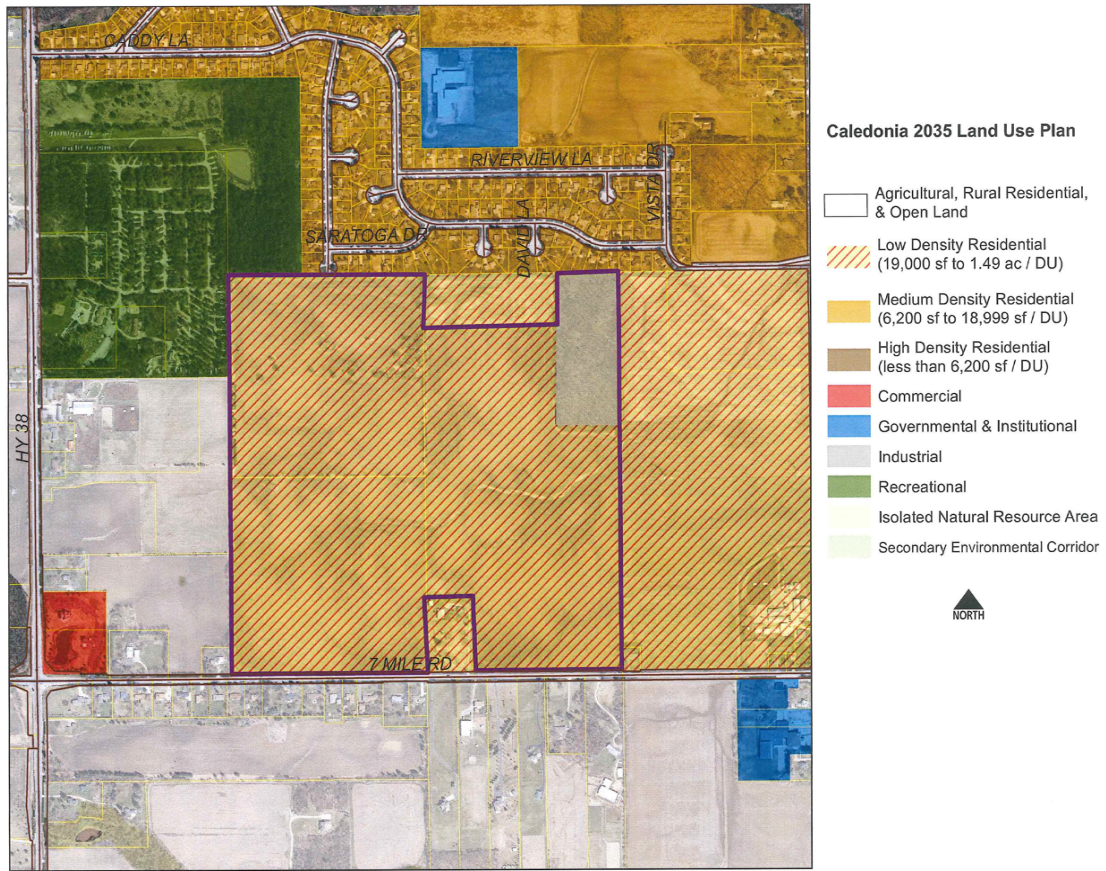 CADDY LA
RIVERVIEW LA
VISTA DR
DAVID LA
SARATOGA DR
HY 38
7 MILE RD
Caledonia 2035 Land Use Plan
Agricultural, Rural Residential,
& Open Land
Low Density Residential
(19,000 sf to 1.49 ac / DU)
Medium Density Residential
(6,200 sf to 18,999 sf / DU)
High Density Residential
(less than 6,200 sf / DU)
Commercial
Governmental & Institutional
Industrial
Recreational
Isolated Natural Resource Area
Secondary Environmental Corridor
NORTH